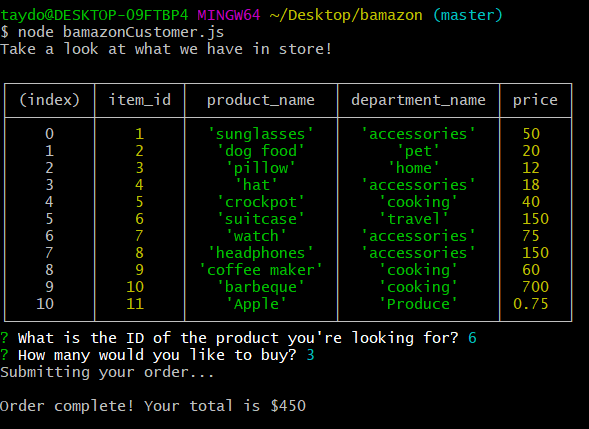 taydo@DESKTOP-09FTBP4 MINGW64 ~/Desktop/bamazon (master)
$ node bamazonCustomer.js
Take a look at what we have in store!
(index) item_id product_name department_name price
0 1 'sunglasses' 'accessories' 50
1 2 'dog food' 'pet' 20
2 3 'pillow' 'home' 12
3 4 'hat' 'accessories' 18
4 5 'crockpot' 'cooking' 40
5 6 'suitcase' 'travel' 150
6 7 'watch' 'accessories' 75
7 8 'headphones' 'accessories' 150
8 9 'coffee maker' 'cooking' 60
9 10 'barbeque' 'cooking' 700
10 11 'Apple' 'Produce' 0.75
? What is the ID of the product you're looking for? 6
? How many would you like to buy? 3
Submitting your order...
Order complete! Your total is $450